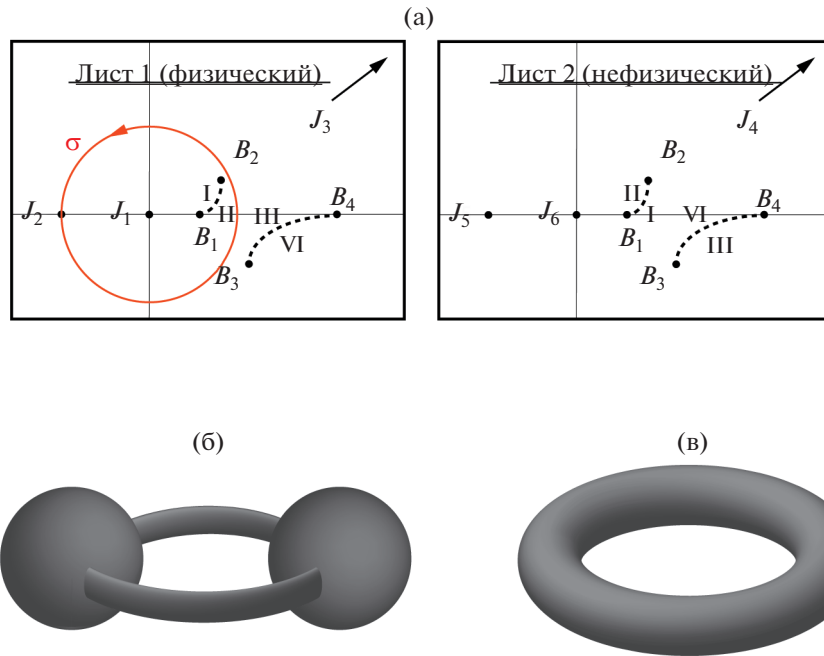 (а)
Лист 1 (физический)
J3
σ
B2
I
J2
J1
II
III
B4
B1
VI
B3
Лист 2 (нефизический)
J4
B2
II
J5
J6
I
VI
B4
B1
III
B3
(б)
(в)